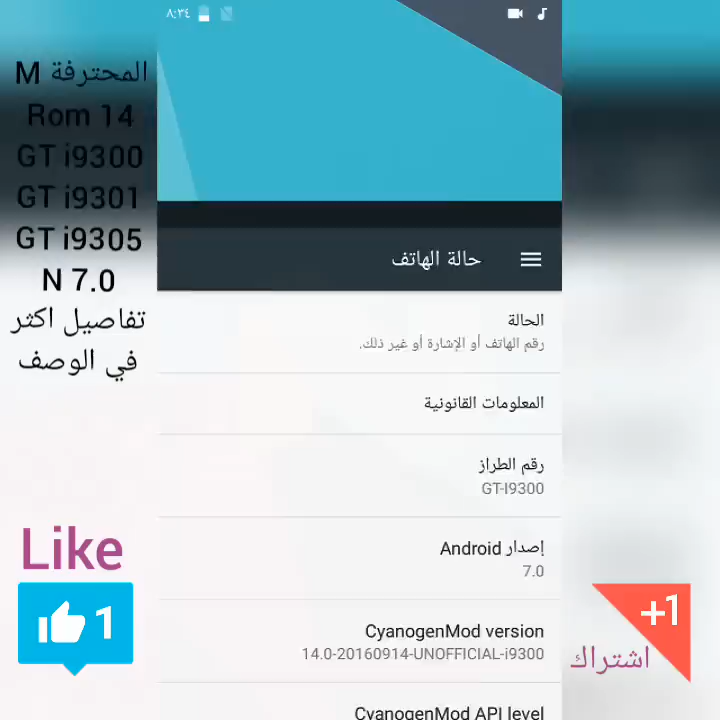 ٨:٣٤
المحترفة M
Rom 14
GT i9300
GT i9301
GT i9305
N 7.0
تفاصيل اكثر
في الوصف
حالة الهاتف
الحالة
رقم الهاتف أو الإشارة أو غير ذلك.
المعلومات القانونية
رقم الطراز
GT-I9300
إصدار Android
7.0
CyanogenMod version
14.0-20160914-UNOFFICIAL-i9300
CyanogenMod API level
Like
1
+1
اشتراك